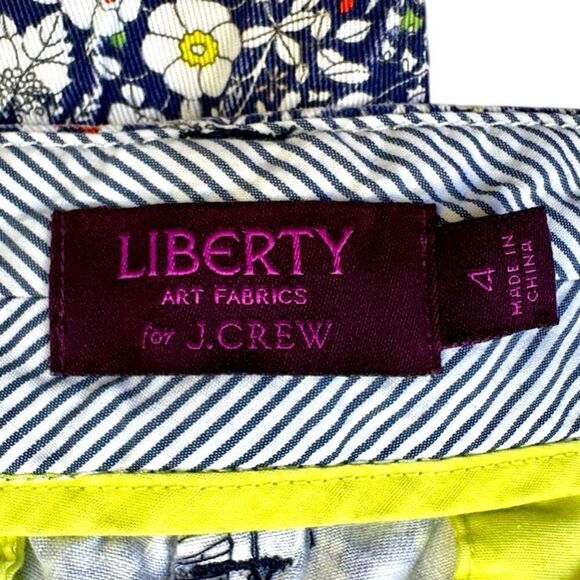 LIBERTY
ART FABRICS
for J.CREW
4
MADE IN
CHINA